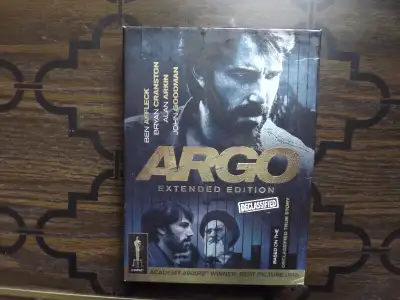 BEN AFFLECK
BRYAN CRANSTON
ALAN ARKIN
JOHN GOODMAN
ARGO
EXTENDED EDITION
DECLASSIFIED
BASED ON THE
DECLASSIFIED TRUE STORY
ACADEMY AWARD® WINNER BEST PICTURE